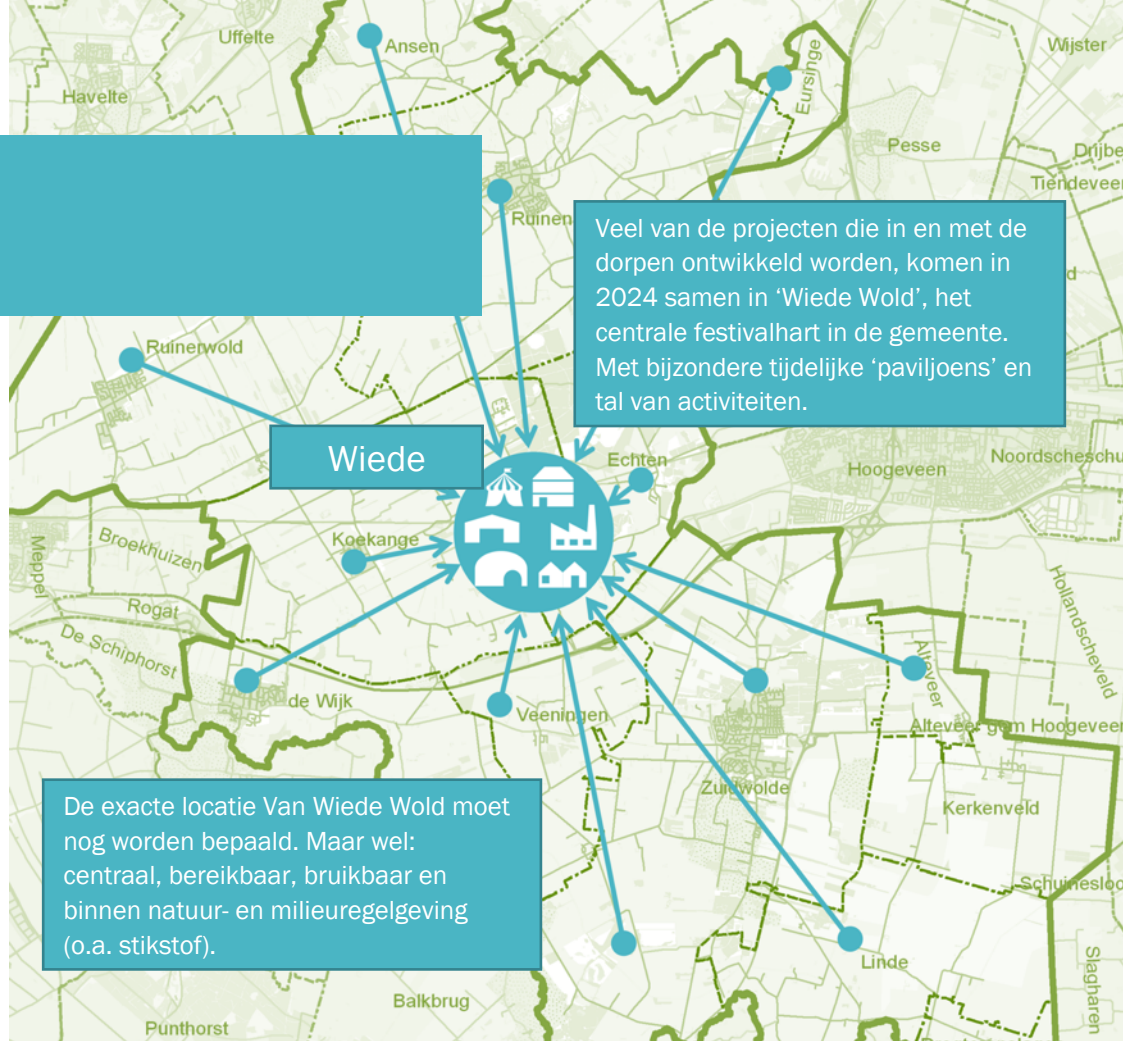 Uffelte
Ansen
Eursinge
Wijster
Havelte
Pesse
Drijbe
Tiendeveer
Ruinen
Veel van de projecten die in en met de
dorpen ontwikkeld worden, komen in
2024 samen in ‘Wiede Wold’, het
centrale festivalhart in de gemeente.
Met bijzondere tijdelijke ‘paviljoens’ en
tal van activiteiten.
d
Ruinerwold
Wiede
Echten
Hoogeveen
Noordscheschu
Meppel
Broekhuizen
Koekange
Rogat
De Schiphorst
Hollandscheveld
de Wijk
Veeningen
Alteveer
Alteveer gem Hoogeveen
Zuidwolde
Kerkenveld
De exacte locatie Van Wiede Wold moet
nog worden bepaald. Maar wel:
centraal, bereikbaar, bruikbaar en
binnen natuur- en milieuregelgeving
(o.a. stikstof).
Schuinesloo
Linde
Slagharen
Balkbrug
Punthorst